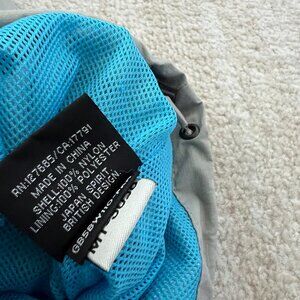 RN:127685/CA:17791
MADE IN CHINA
SHELL:100% NYLON
LINING:100% POLYESTER
JAPAN SPIRIT.
BRITISH DESIGN.